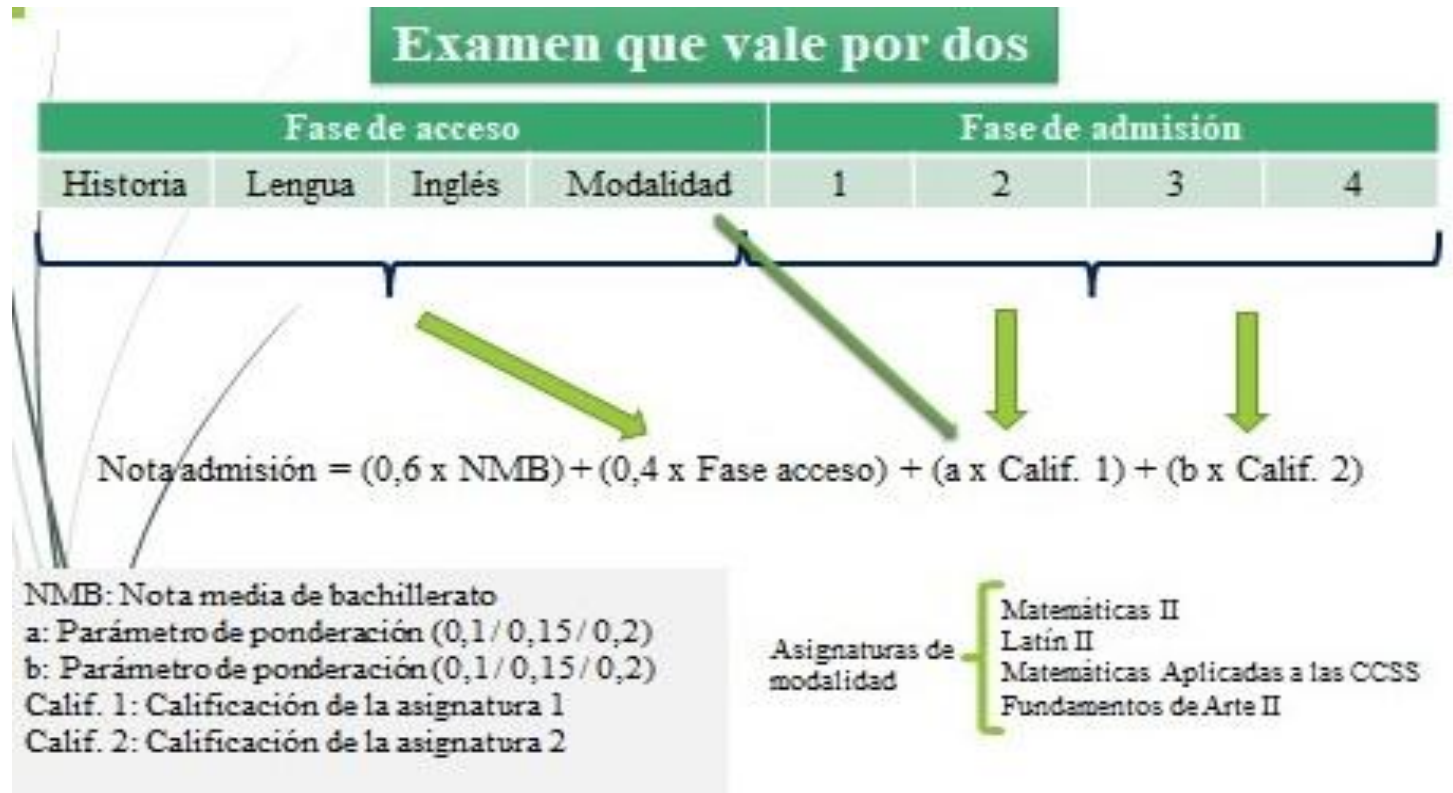 Examen que vale por dos
Fase de acceso Fase de admisión
Historia Lengua Inglés Modalidad 1 2 3 4
Nota admisión = (0,6 x NMB) + (0,4 x Fase acceso) + (a x Calif. 1) + (b x Calif. 2)
NMB: Nota media de bachillerato
a: Parámetro de ponderación (0,1 / 0,15 / 0,2)
b: Parámetro de ponderación (0,1 / 0,15 / 0,2)
Calif. 1: Calificación de la asignatura 1
Calif. 2: Calificación de la asignatura 2
Asignaturas de
modalidad
Matemáticas II
Latín II
Matemáticas Aplicadas a las CCSS
Fundamentos de Arte II